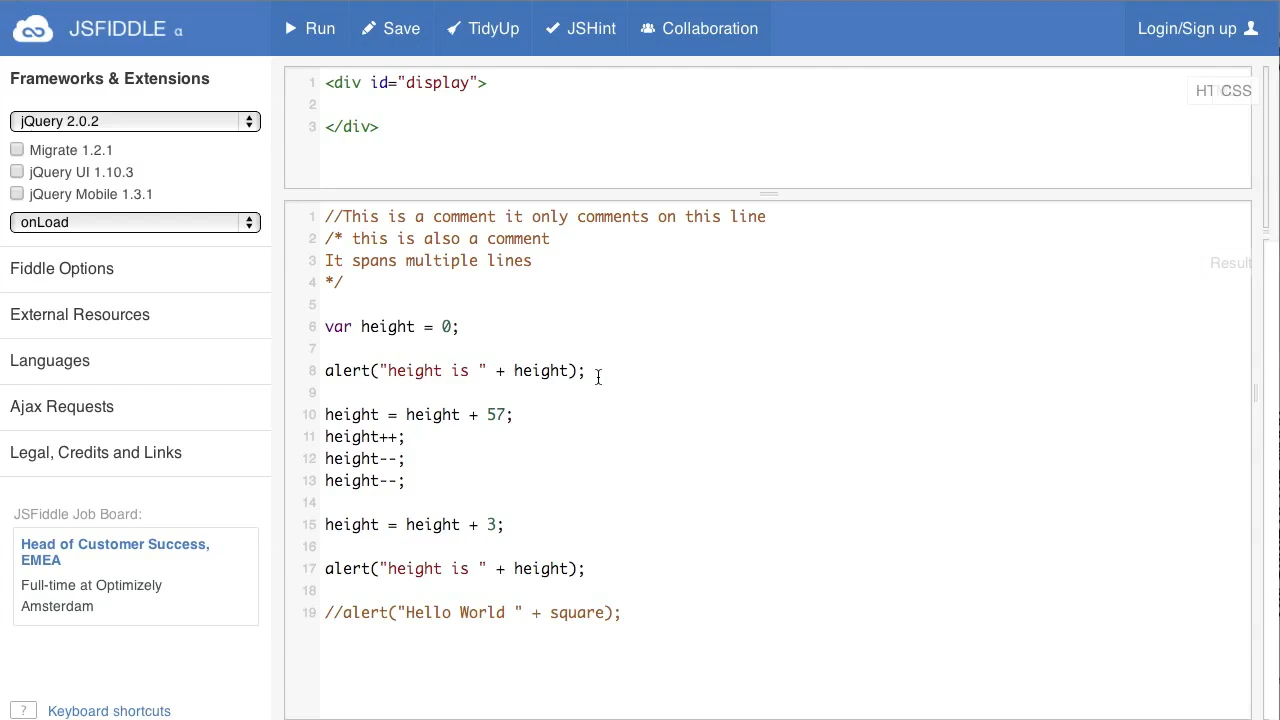 JSFIDDLE α
Run
Save
TidyUp
JSHint
Collaboration
Login/Sign up
Frameworks & Extensions
jQuery 2.0.2
Migrate 1.2.1
jQuery UI 1.10.3
jQuery Mobile 1.3.1
onLoad
Fiddle Options
External Resources
Languages
Ajax Requests
Legal, Credits and Links
JSFiddle Job Board:
Head of Customer Success,
EMEA
Full-time at Optimizely
Amsterdam
? Keyboard shortcuts
1 <div id="display">
2
3 </div>
CSS
1 //This is a comment it only comments on this line
2 /* this is also a comment
3 It spans multiple lines
4 */
5
6 var height = 0;
7
8 alert("height is " + height);
9
10 height = height + 57;
11 height++;
12 height--;
13 height--;
14
15 height = height + 3;
16
17 alert("height is " + height);
18
19 //alert("Hello World " + square);
Result